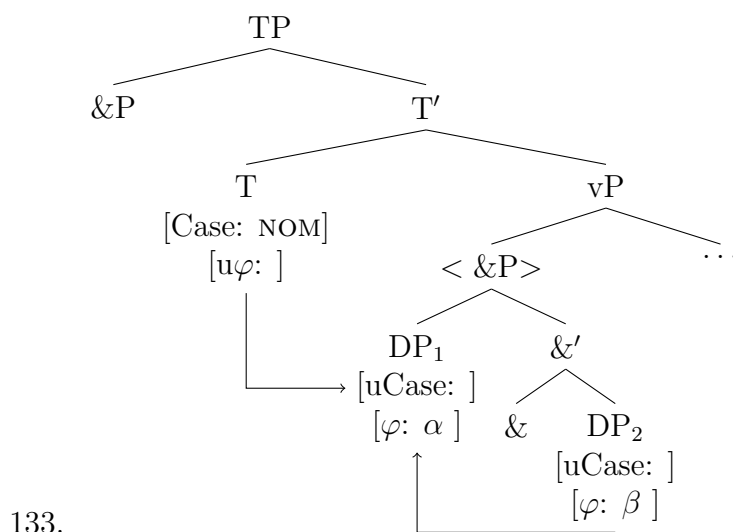 TP
&P T′
T vP
[Case: NOM]
[uφ: ]
< &P> ...
DP₁ &′
[uCase: ]
[φ: α ] & DP₂
[uCase: ]
[φ: β ]
133.